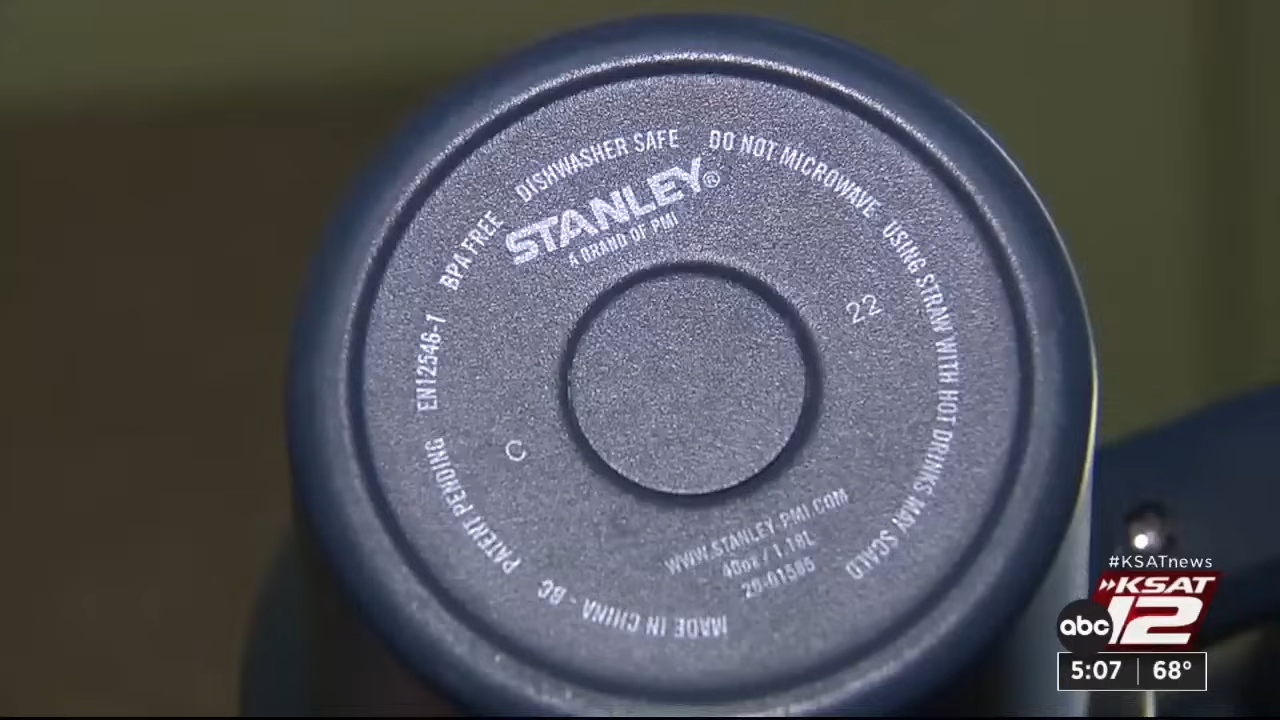 DISHWASHER SAFE
DO NOT MICROWAVE
USING STRAW WITH HOT DRINKS MAY SCALD
MADE IN CHINA - BC
PATENT PENDING
EN12546-1
BPA FREE
STANLEY®
A BRAND OF PMI
22
C
WWW.STANLEY-PMI.COM
40oz / 1.18L
20-01585
#KSATnews
KSAT
abc 12
5:07 68°